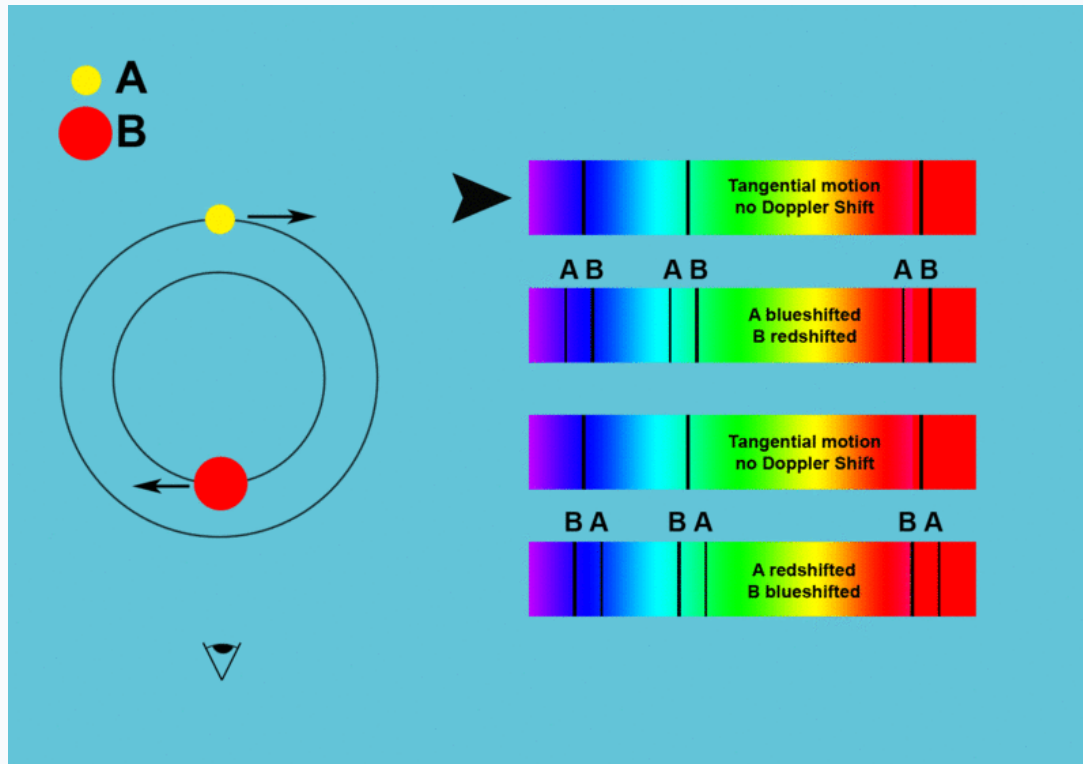 A
B
Tangential motion
no Doppler Shift
A B A B A B
A blueshifted
B redshifted
Tangential motion
no Doppler Shift
B A B A B A
A redshifted
B blueshifted